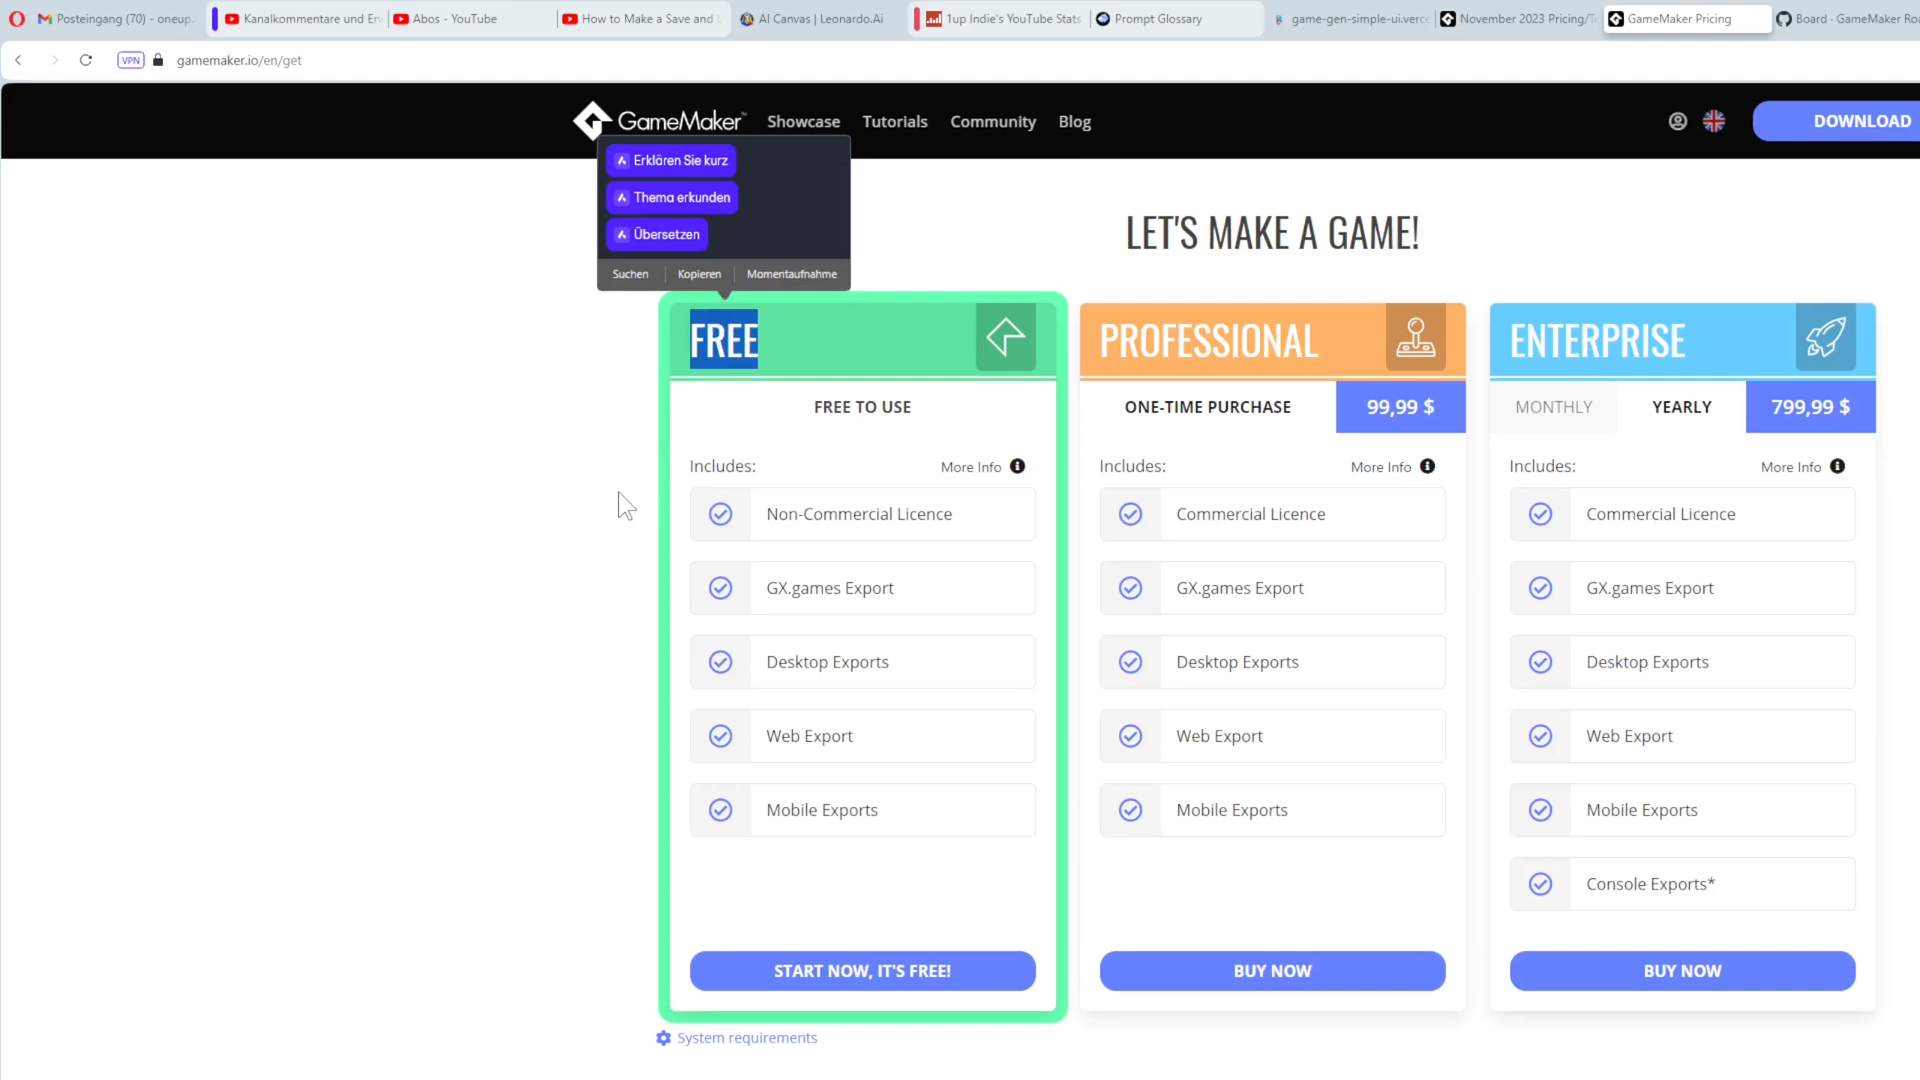 Posteingang (70) - oneup.
Kanalkommentare und Er
Abos - YouTube
How to Make a Save and L
AI Canvas | Leonardo.Ai
1up Indie's YouTube Stats
Prompt Glossary
game-gen-simple-ui.verce
November 2023 Pricing/Te
GameMaker Pricing
Board · GameMaker Roa
VPN
gamemaker.io/en/get
GameMaker™
Showcase
Tutorials
Community
Blog
DOWNLOAD
Erklären Sie kurz
Thema erkunden
Übersetzen
Suchen
Kopieren
Momentaufnahme
LET'S MAKE A GAME!
FREE
FREE TO USE
Includes:
More Info
Non-Commercial Licence
GX.games Export
Desktop Exports
Web Export
Mobile Exports
START NOW, IT'S FREE!
PROFESSIONAL
ONE-TIME PURCHASE
99,99 $
Includes:
More Info
Commercial Licence
GX.games Export
Desktop Exports
Web Export
Mobile Exports
BUY NOW
ENTERPRISE
MONTHLY
YEARLY
799,99 $
Includes:
More Info
Commercial Licence
GX.games Export
Desktop Exports
Web Export
Mobile Exports
Console Exports*
BUY NOW
System requirements